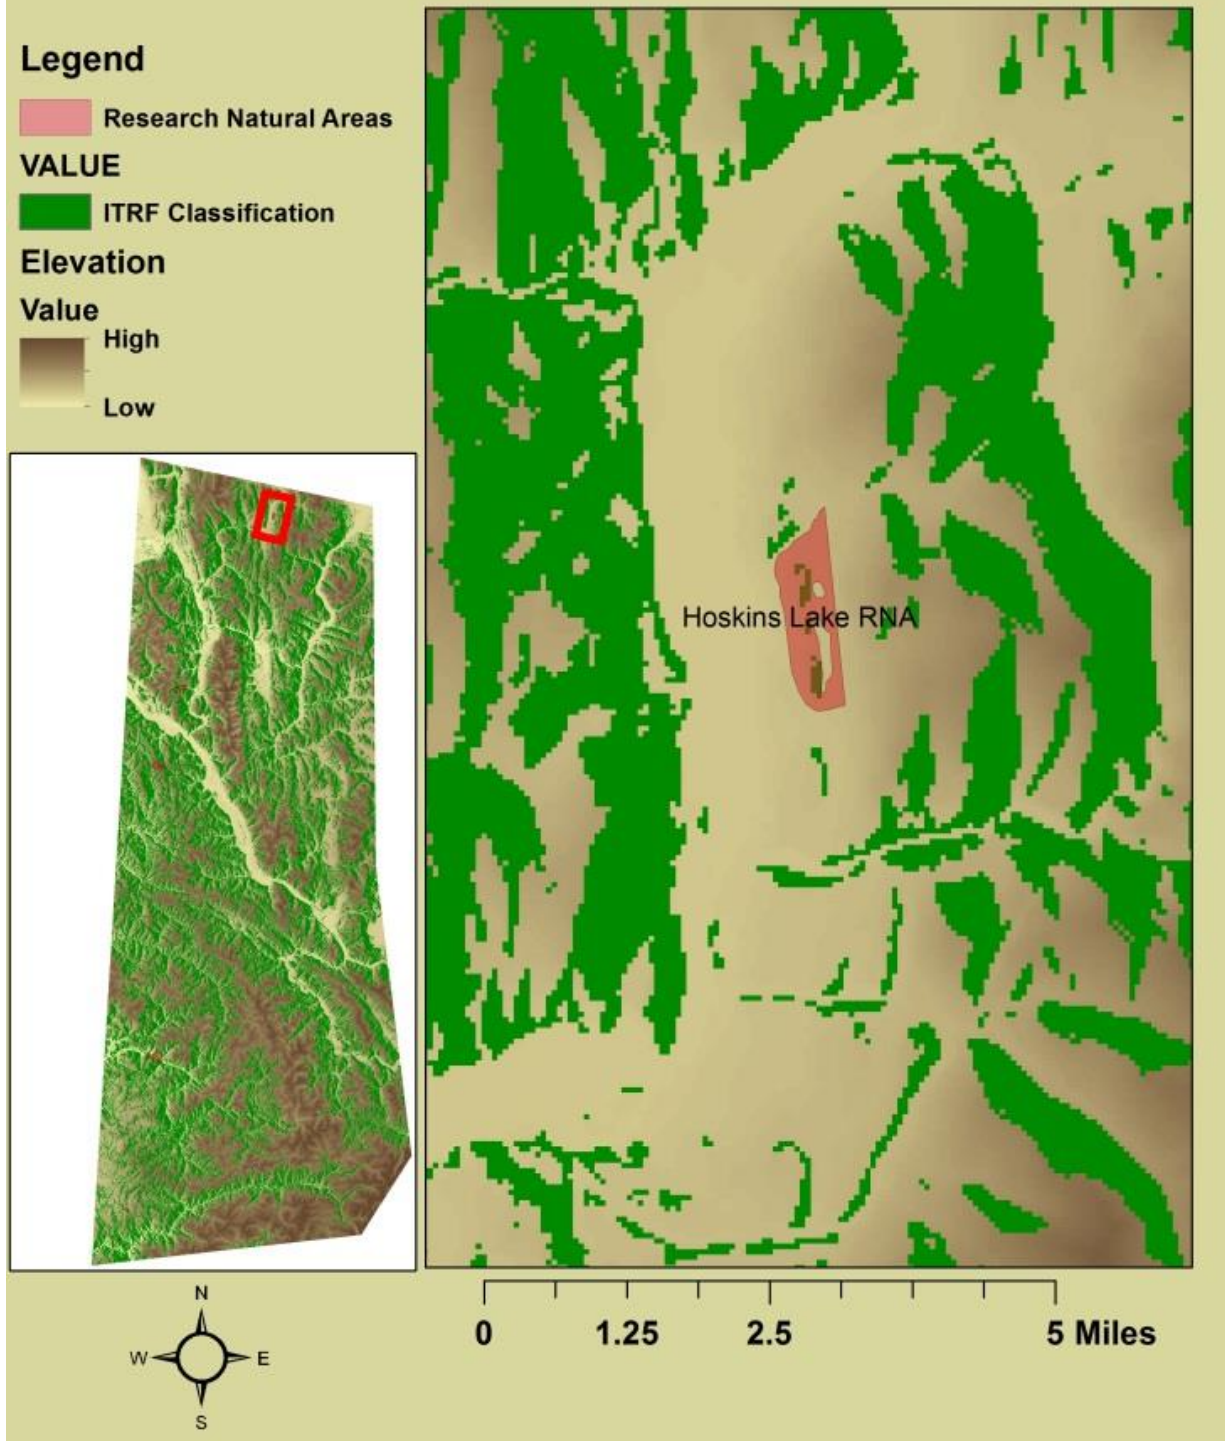 Legend
Research Natural Areas
VALUE
ITRF Classification
Elevation
Value
High
Low
Hoskins Lake RNA
N
W E
S
0 1.25 2.5 5 Miles